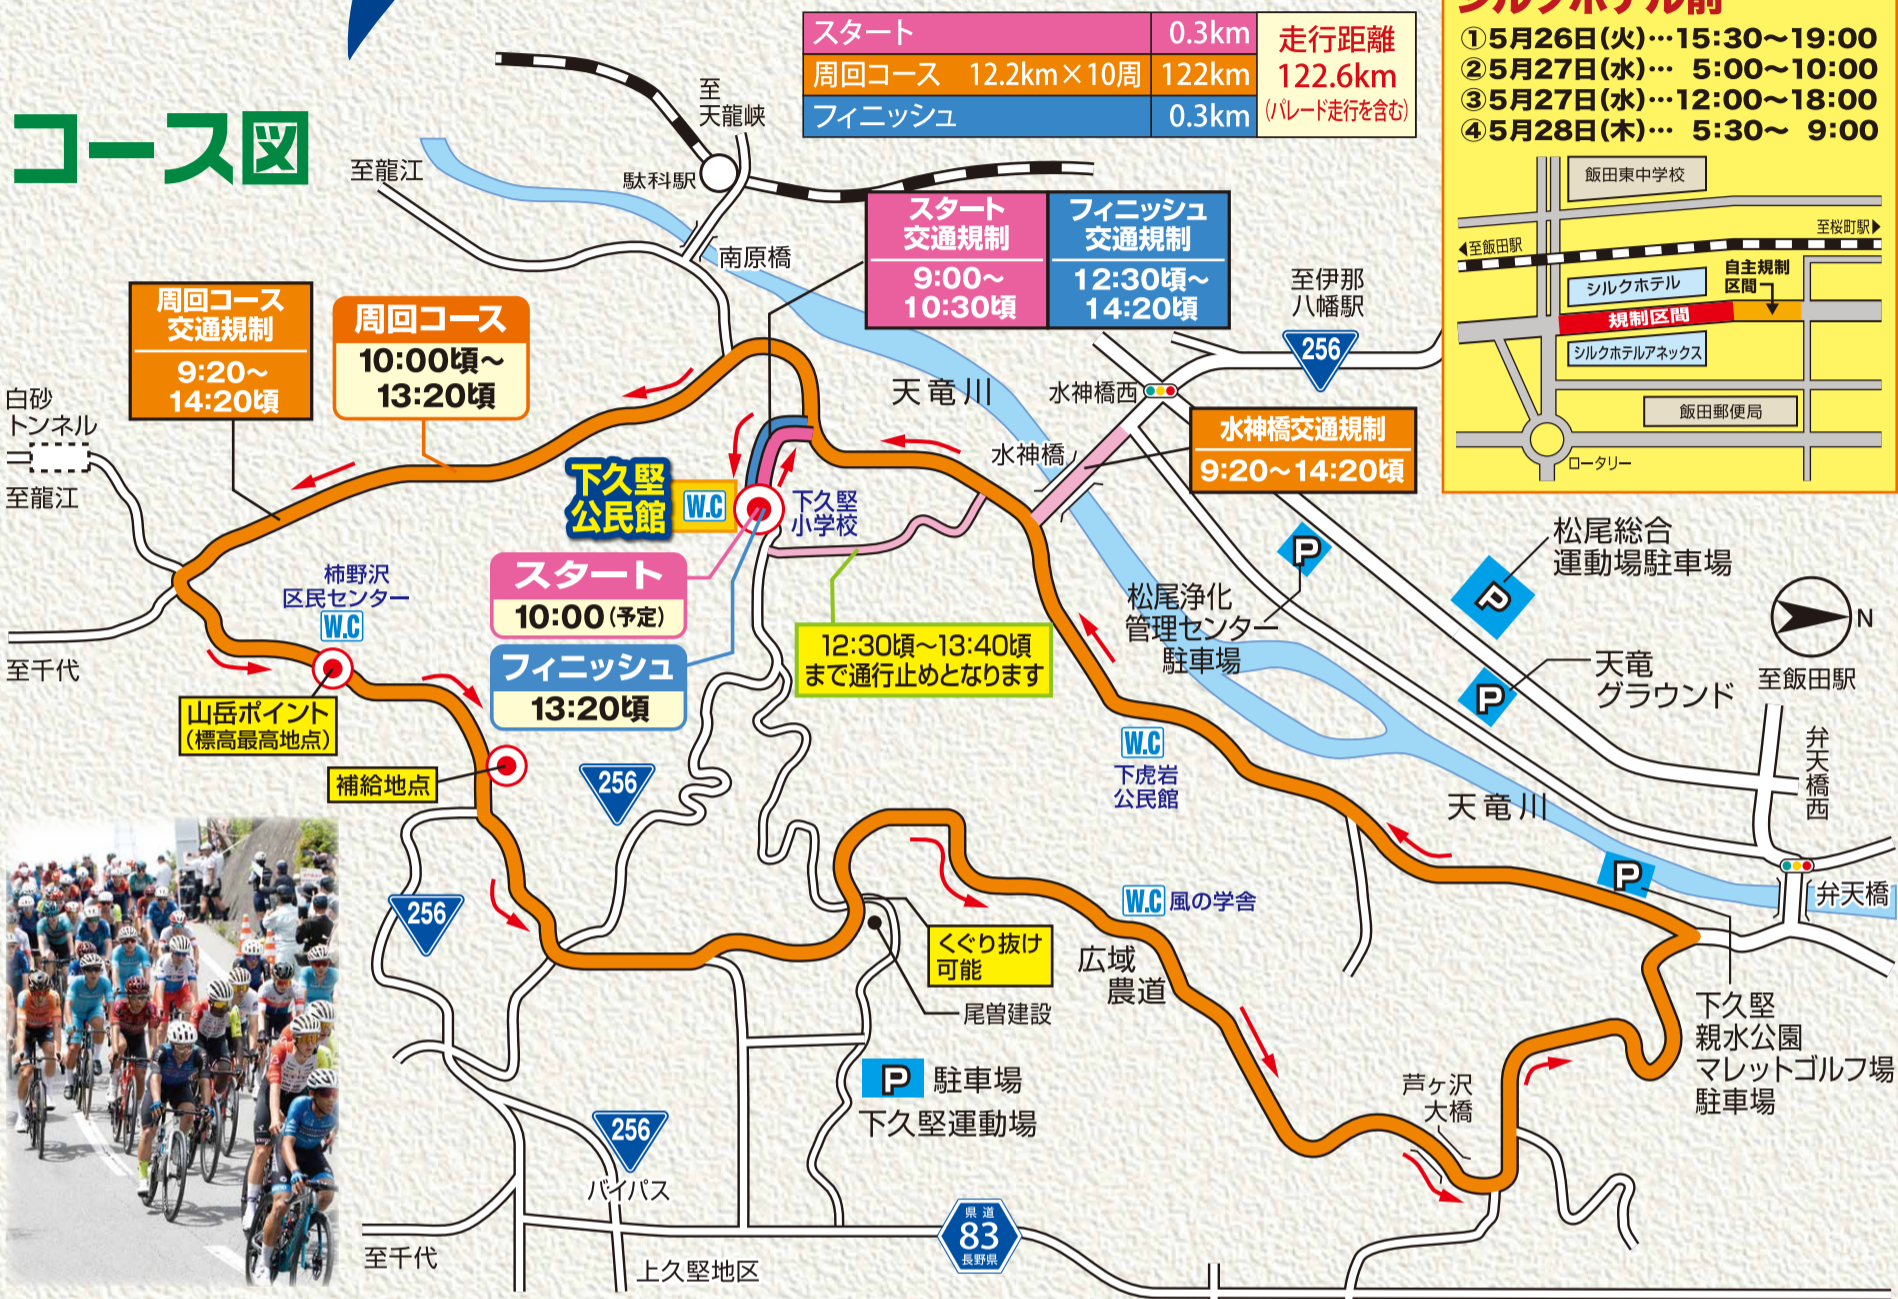 コース図
スタート 0.3km
周回コース 12.2km×10周 122km
フィニッシュ 0.3km
走行距離
122.6km
(パレード走行を含む)
シルクホテル前
①5月26日(火)…15:30～19:00
②5月27日(水)… 5:00～10:00
③5月27日(水)…12:00～18:00
④5月28日(木)… 5:30～ 9:00
飯田東中学校
至桜町駅▶
◀至飯田駅
自主規制
区間
シルクホテル
規制区間
シルクホテルアネックス
飯田郵便局
ロータリー
至
天龍峡
至龍江
駄科駅
南原橋
スタート
交通規制
9:00～
10:30頃
フィニッシュ
交通規制
12:30頃～
14:20頃
至伊那
八幡駅
256
周回コース
交通規制
9:20～
14:20頃
周回コース
10:00頃～
13:20頃
天竜川
水神橋西
水神橋
水神橋交通規制
9:20～14:20頃
白砂
トンネル
至龍江
下久堅
公民館
W.C
下久堅
小学校
スタート
10:00(予定)
フィニッシュ
13:20頃
12:30頃～13:40頃
まで通行止めとなります
柿野沢
区民センター
W.C
至千代
山岳ポイント
(標高最高地点)
補給地点
P
松尾浄化
管理センター
駐車場
P
松尾総合
運動場駐車場
P
天竜
グラウンド
N
至飯田駅
弁天橋西
W.C
下虎岩
公民館
天竜川
P
弁天橋
256
256
W.C 風の学舎
くぐり抜け
可能
尾曽建設
広域
農道
下久堅
親水公園
マレットゴルフ場
駐車場
P 駐車場
下久堅運動場
芦ヶ沢
大橋
256
バイパス
県道
83
長野県
至千代
上久堅地区